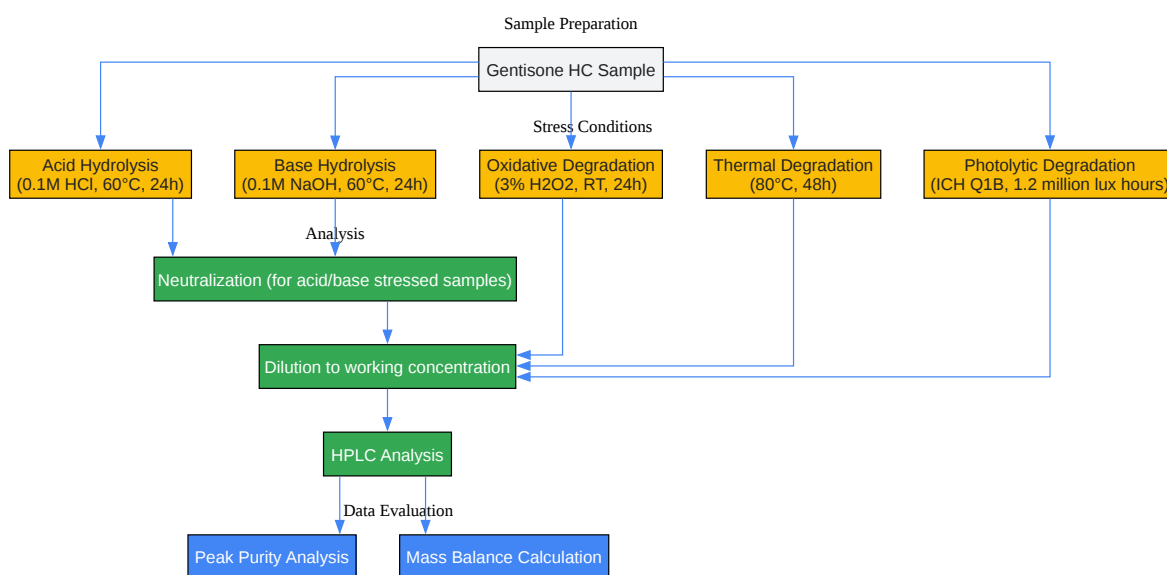 Sample Preparation
Gentisone HC Sample
Stress Conditions
Acid Hydrolysis
(0.1M HCl, 60°C, 24h)
Base Hydrolysis
(0.1M NaOH, 60°C, 24h)
Oxidative Degradation
(3% H2O2, RT, 24h)
Thermal Degradation
(80°C, 48h)
Photolytic Degradation
(ICH Q1B, 1.2 million lux hours)
Analysis
Neutralization (for acid/base stressed samples)
Dilution to working concentration
HPLC Analysis
Data Evaluation
Peak Purity Analysis
Mass Balance Calculation